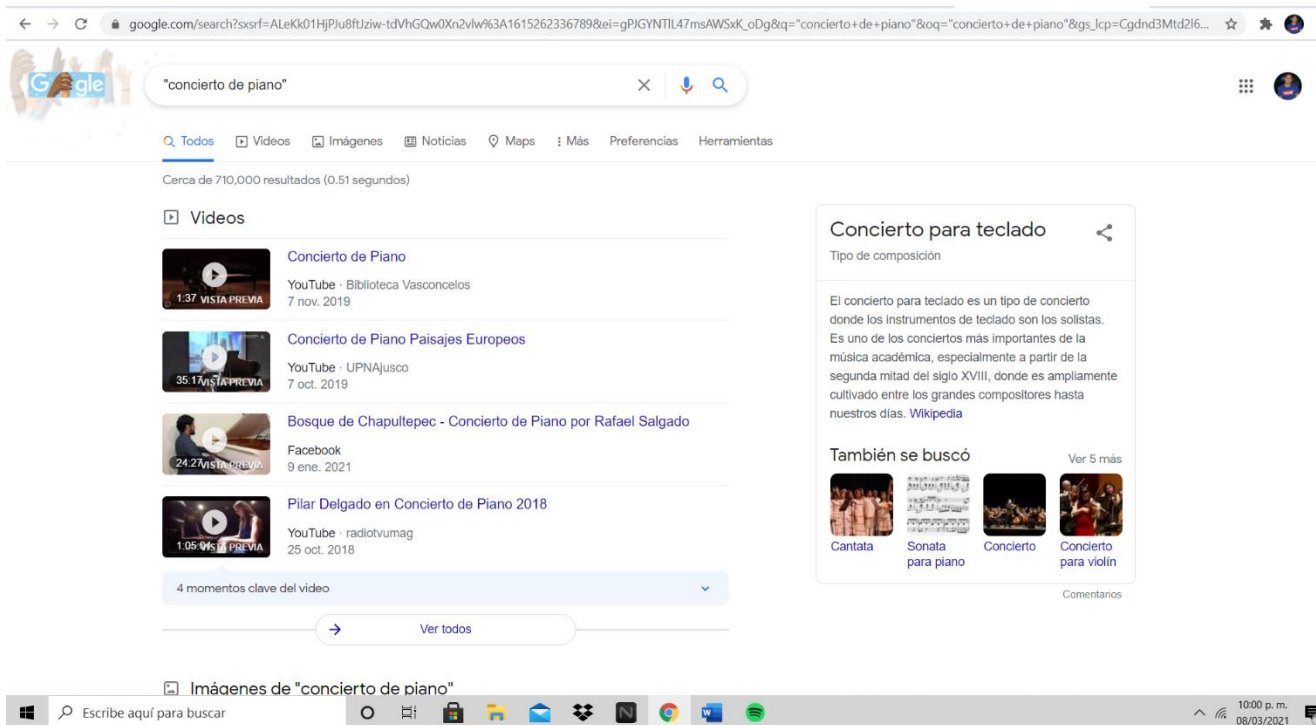 google.com/search?sxsrf=ALeKk01HjPJu8ftJziw-tdVhGQw0Xn2vlw%3A1615262336789&ei=gPJGYNTlL47msAWSxK_oDg&q="concierto+de+piano"&oq="concierto+de+piano"&gs_lcp=Cgdnd3Mtd2l6...
G gle
"concierto de piano"
Todos Videos Imágenes Noticias Maps Más Preferencias Herramientas
Cerca de 710,000 resultados (0.51 segundos)
Videos
Concierto de Piano
YouTube · Biblioteca Vasconcelos
7 nov. 2019
1:37 VISTA PREVIA
Concierto de Piano Paisajes Europeos
YouTube · UPNAjusco
7 oct. 2019
35:17 VISTA PREVIA
Bosque de Chapultepec - Concierto de Piano por Rafael Salgado
Facebook
9 ene. 2021
24:27 VISTA PREVIA
Pilar Delgado en Concierto de Piano 2018
YouTube · radiotvumag
25 oct. 2018
1:05:01 VISTA PREVIA
4 momentos clave del video
Ver todos
Imágenes de "concierto de piano"
Concierto para teclado
Tipo de composición
El concierto para teclado es un tipo de concierto
donde los instrumentos de teclado son los solistas.
Es uno de los conciertos más importantes de la
música académica, especialmente a partir de la
segunda mitad del siglo XVIII, donde es ampliamente
cultivado entre los grandes compositores hasta
nuestros días. Wikipedia
También se buscó
Ver 5 más
Cantata
Sonata
para piano
Concierto
Concierto
para violín
Comentarios
Escribe aquí para buscar
10:00 p. m.
08/03/2021